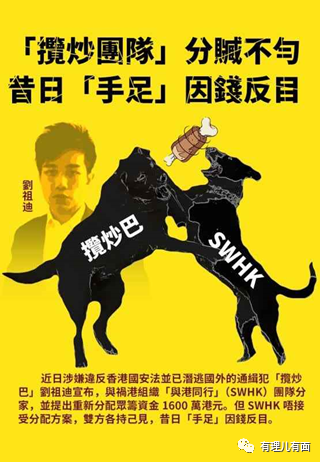 「攬炒團隊」分贓不勻
昔日「手足」因錢反目
劉祖迪
攬炒巴
SWHK
近日涉嫌違反香港國安法並已潛逃國外的通緝犯「攬炒
巴」劉祖迪宣布，與禍港組織「與港同行」（SWHK）團隊分
家，並提出重新分配眾籌資金 1600 萬港元。但 SWHK 唔接
受分配方案，雙方各持己見，昔日「手足」因錢反目。
有理儿有面